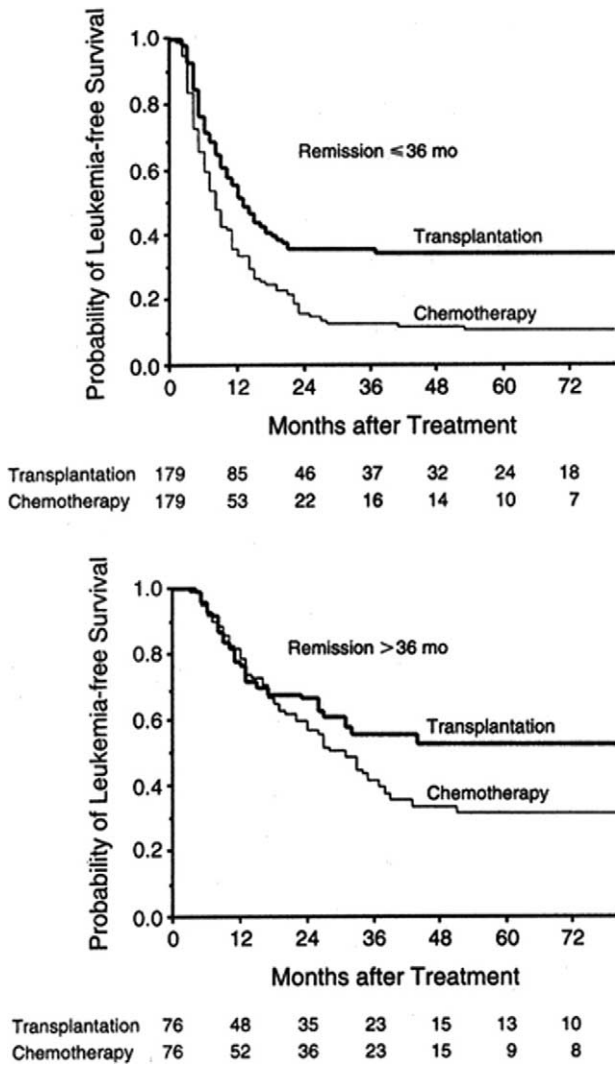 Probability of Leukemia-free Survival
1.0
0.8
0.6
0.4
0.2
0.0
Remission ≤36 mo
Transplantation
Chemotherapy
0 12 24 36 48 60 72
Months after Treatment
Transplantation 179 85 46 37 32 24 18
Chemotherapy 179 53 22 16 14 10 7
Probability of Leukemia-free Survival
1.0
0.8
0.6
0.4
0.2
0.0
Remission >36 mo
Transplantation
Chemotherapy
0 12 24 36 48 60 72
Months after Treatment
Transplantation 76 48 35 23 15 13 10
Chemotherapy 76 52 36 23 15 9 8